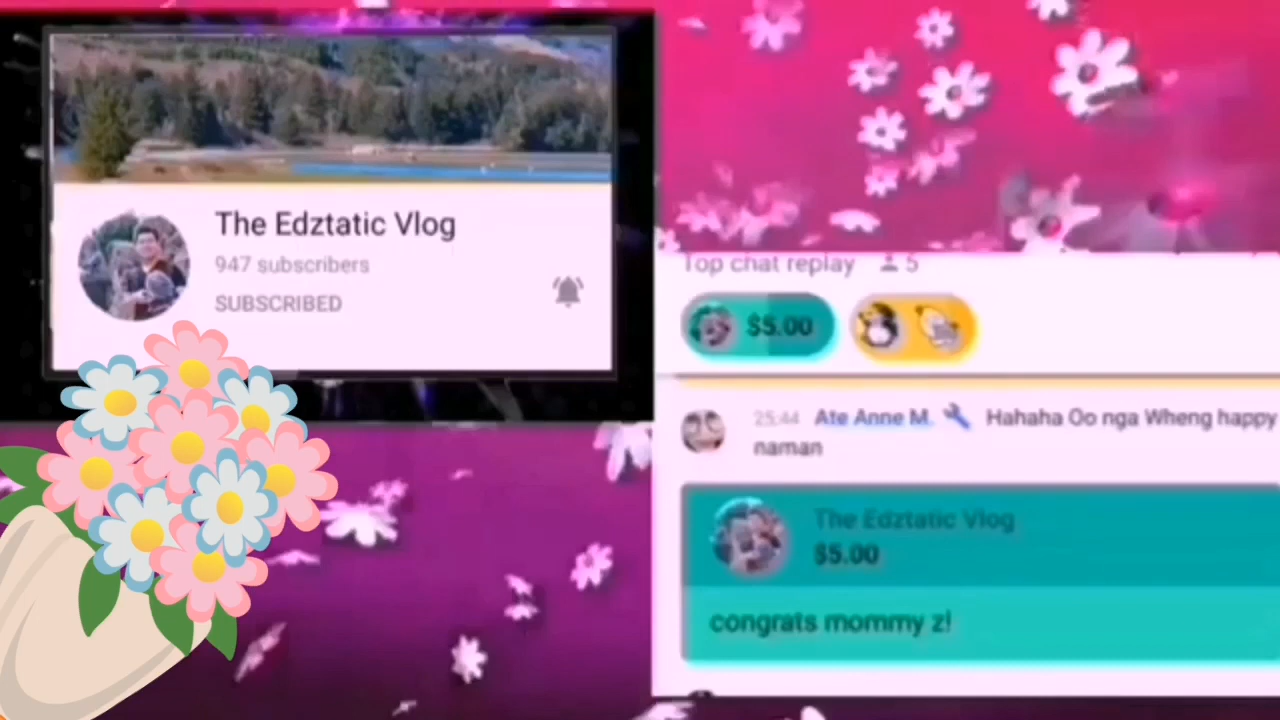 The Edztatic Vlog
947 subscribers
SUBSCRIBED
Top chat replay 5
$5.00
25:44 Ate Anne M. Hahaha Oo nga Wheng happy
naman
The Edztatic Vlog
$5.00
congrats mommy z!